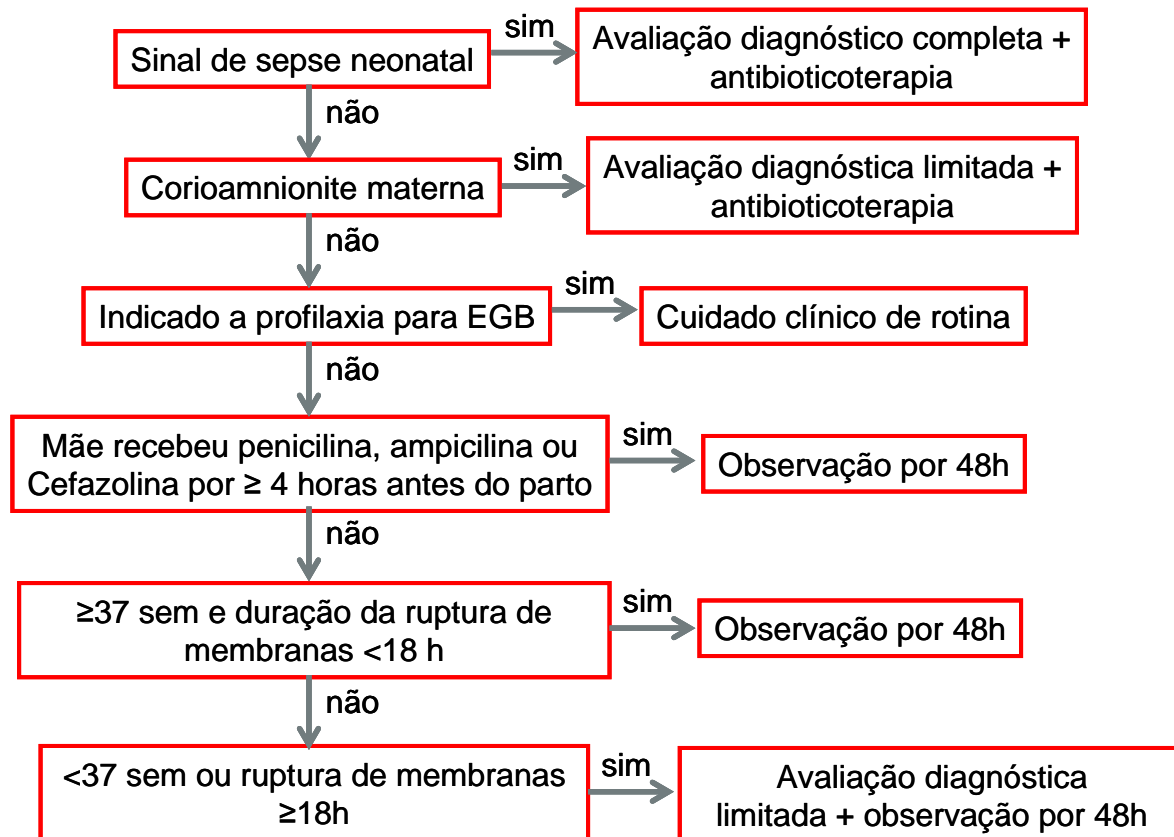 Sinal de sepse neonatal
sim
Avaliação diagnóstico completa +
antibioticoterapia
não
Corioamnionite materna
sim
Avaliação diagnóstica limitada +
antibioticoterapia
não
Indicado a profilaxia para EGB
sim
Cuidado clínico de rotina
não
Mãe recebeu penicilina, ampicilina ou
Cefazolina por ≥ 4 horas antes do parto
sim
Observação por 48h
não
≥37 sem e duração da ruptura de
membranas <18 h
sim
Observação por 48h
não
<37 sem ou ruptura de membranas
≥18h
sim
Avaliação diagnóstica
limitada + observação por 48h